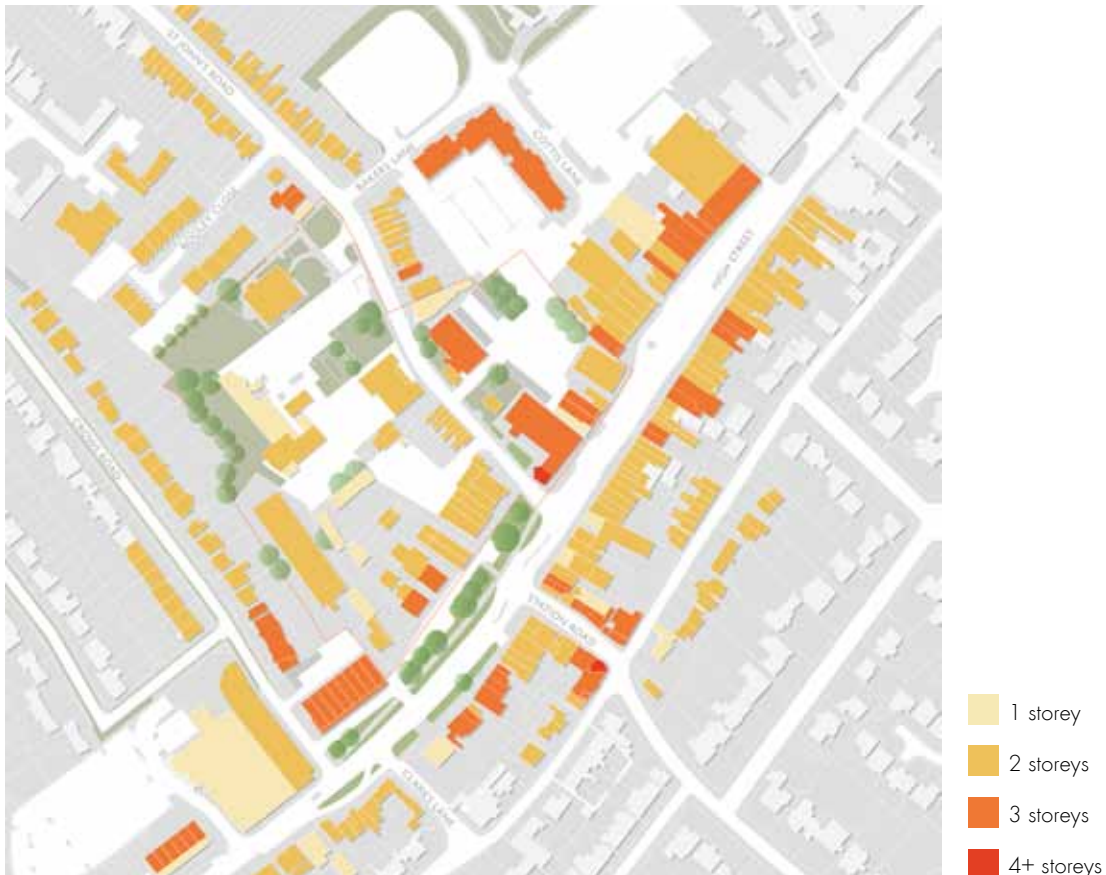 ST JOHN'S ROAD
BAKERS LANE
COTTIS LANE
HIGH STREET
STATION ROAD
CLARKS LANE
1 storey
2 storeys
3 storeys
4+ storeys